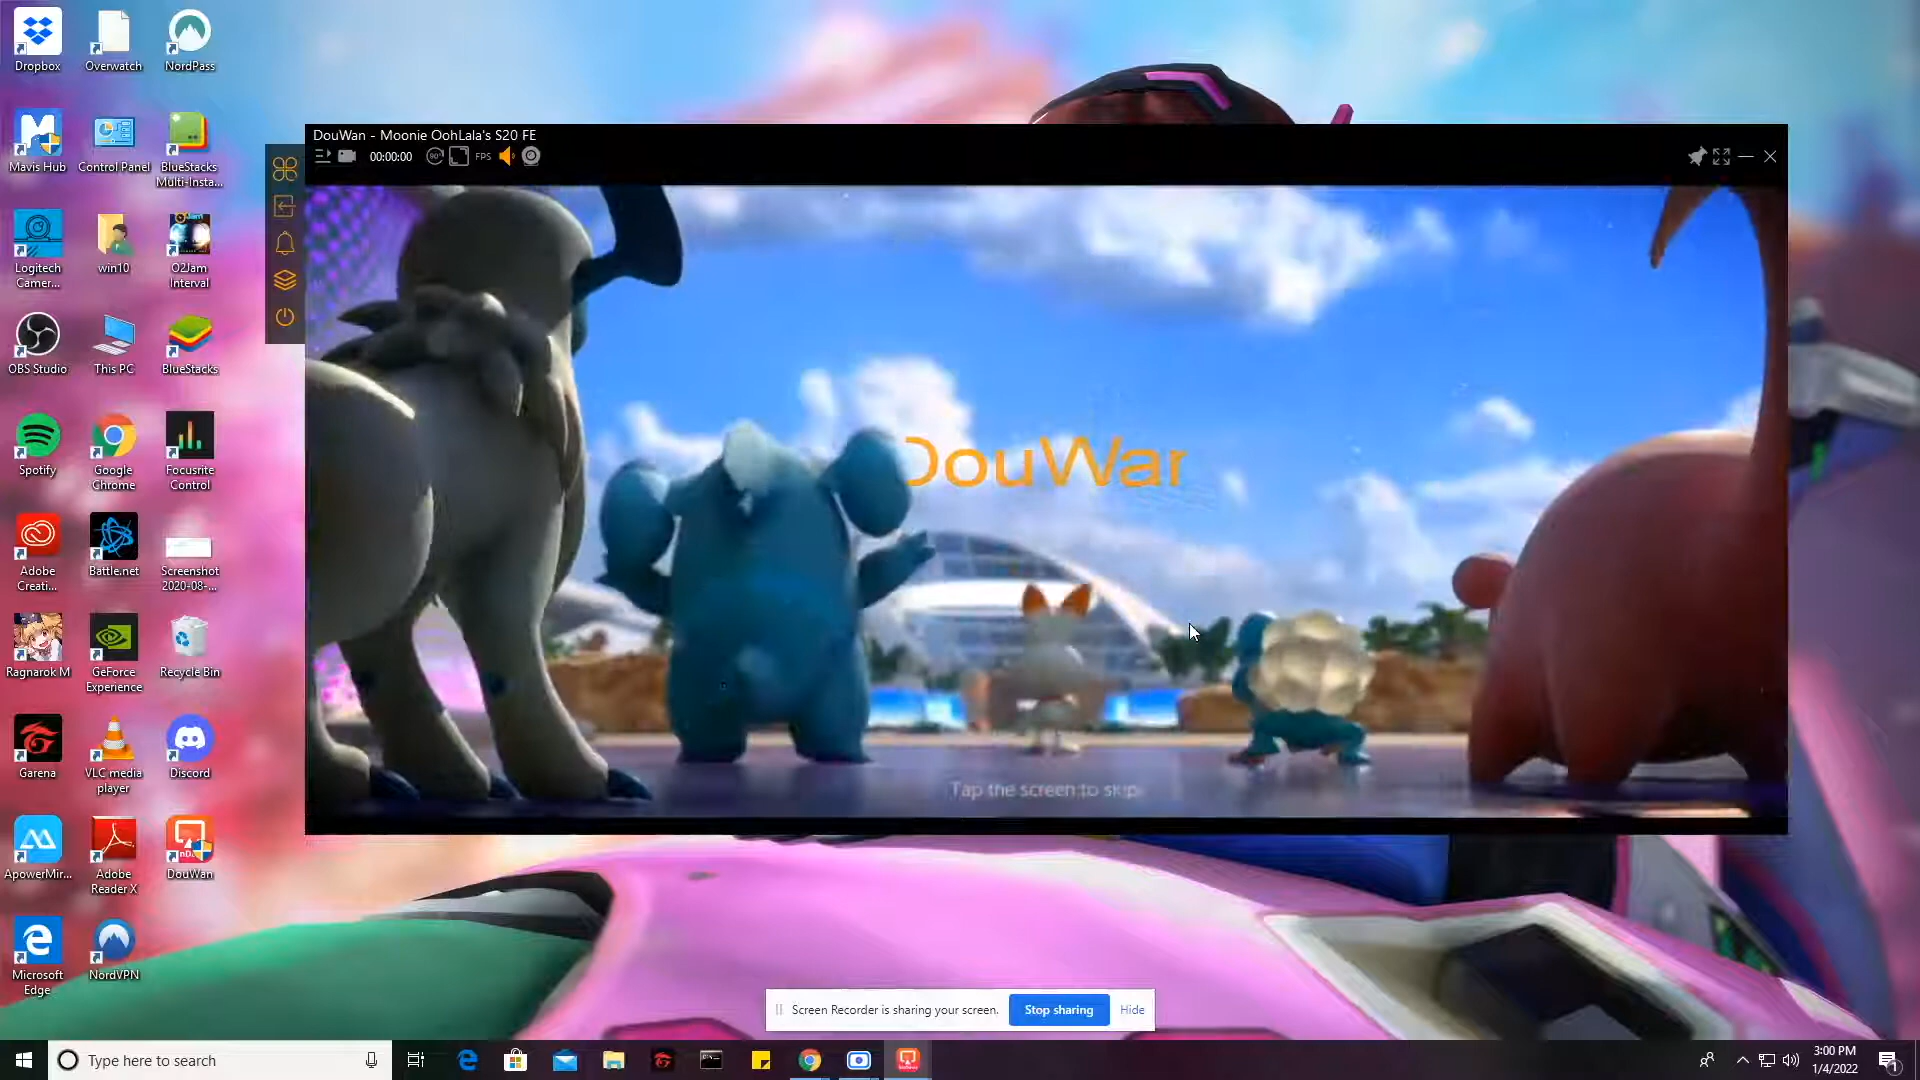 Dropbox
Overwatch
NordPass
Mavis Hub
Control Panel
BlueStacks
Multi-Insta...
Logitech
Camer...
win10
O2Jam
Interval
OBS Studio
This PC
BlueStacks
Spotify
Google
Chrome
Focusrite
Control
Adobe
Creati...
Battle.net
Screenshot
2020-08-...
Ragnarok M
GeForce
Experience
Recycle Bin
Garena
VLC media
player
Discord
ApowerMir...
Adobe
Reader X
DouWan
Microsoft
Edge
NordVPN
DouWan - Moonie OohLala's S20 FE
00:00:00
FPS
DouWan
Tap the screen to skip
Screen Recorder is sharing your screen.
Stop sharing
Hide
Type here to search
3:00 PM
1/4/2022
1